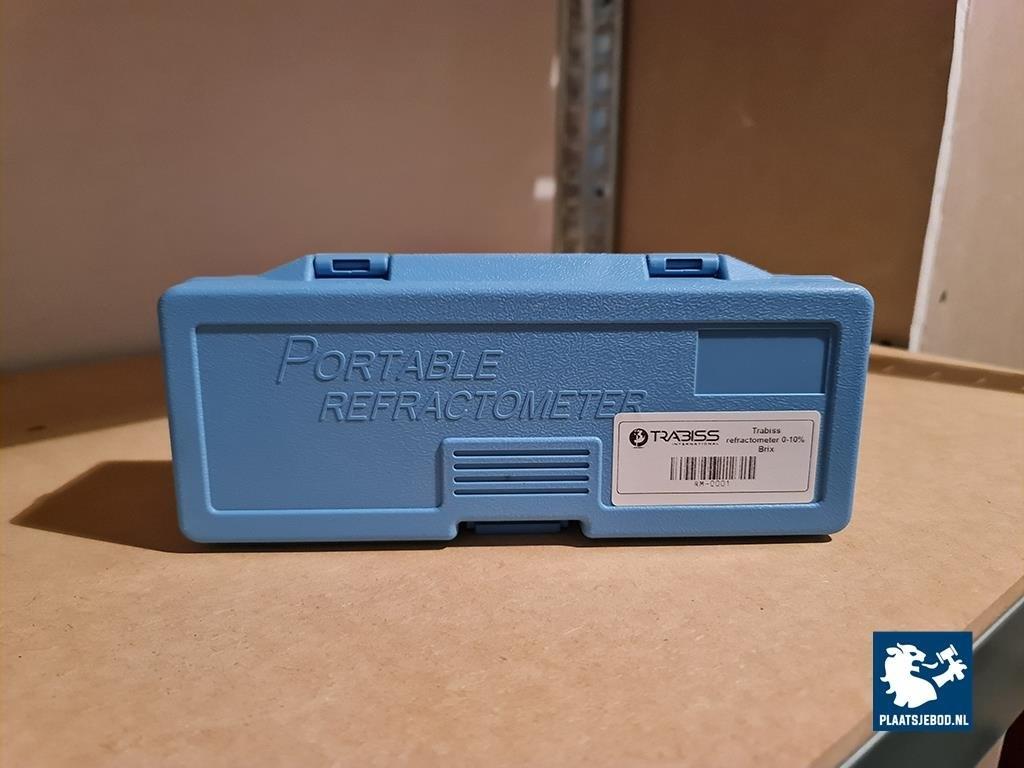 PORTABLE
REFRACTOMETER
TRABISS
INTERNATIONAL
Trabiss
refractometer 0-10%
Brix
RM-0001
PLAATSJEBOD.NL